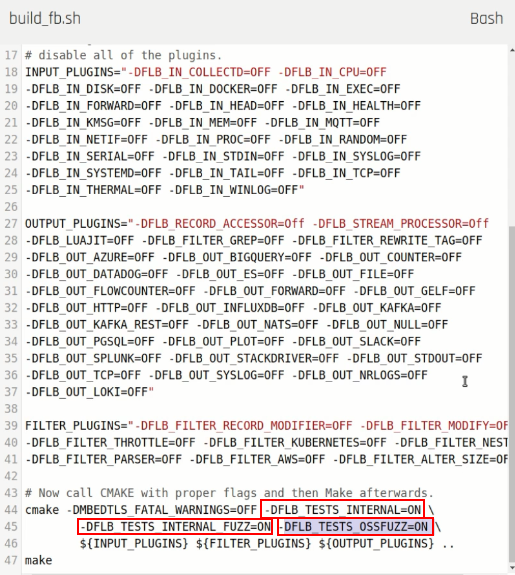 build_fb.sh
Bash
17 # disable all of the plugins.
18 INPUT_PLUGINS="-DFLB_IN_COLLECTD=OFF -DFLB_IN_CPU=OFF
19 -DFLB_IN_DISK=OFF -DFLB_IN_DOCKER=OFF -DFLB_IN_EXEC=OFF
20 -DFLB_IN_FORWARD=OFF -DFLB_IN_HEAD=OFF -DFLB_IN_HEALTH=OFF
21 -DFLB_IN_KMSG=OFF -DFLB_IN_MEM=OFF -DFLB_IN_MQTT=OFF
22 -DFLB_IN_NETIF=OFF -DFLB_IN_PROC=OFF -DFLB_IN_RANDOM=OFF
23 -DFLB_IN_SERIAL=OFF -DFLB_IN_STDIN=OFF -DFLB_IN_SYSLOG=OFF
24 -DFLB_IN_SYSTEMD=OFF -DFLB_IN_TAIL=OFF -DFLB_IN_TCP=OFF
25 -DFLB_IN_THERMAL=OFF -DFLB_IN_WINLOG=OFF"
26
27 OUTPUT_PLUGINS="-DFLB_RECORD_ACCESSOR=Off -DFLB_STREAM_PROCESSOR=Off
28 -DFLB_LUAJIT=OFF -DFLB_FILTER_GREP=OFF -DFLB_FILTER_REWRITE_TAG=OFF
29 -DFLB_OUT_AZURE=OFF -DFLB_OUT_BIGQUERY=OFF -DFLB_OUT_COUNTER=OFF
30 -DFLB_OUT_DATADOG=OFF -DFLB_OUT_ES=OFF -DFLB_OUT_FILE=OFF
31 -DFLB_OUT_FLOWCOUNTER=OFF -DFLB_OUT_FORWARD=OFF -DFLB_OUT_GELF=OFF
32 -DFLB_OUT_HTTP=OFF -DFLB_OUT_INFLUXDB=OFF -DFLB_OUT_KAFKA=OFF
33 -DFLB_OUT_KAFKA_REST=OFF -DFLB_OUT_NATS=OFF -DFLB_OUT_NULL=OFF
34 -DFLB_OUT_PGSQL=OFF -DFLB_OUT_PLOT=OFF -DFLB_OUT_SLACK=OFF
35 -DFLB_OUT_SPLUNK=OFF -DFLB_OUT_STACKDRIVER=OFF -DFLB_OUT_STDOUT=OFF
36 -DFLB_OUT_TCP=OFF -DFLB_OUT_SYSLOG=OFF -DFLB_OUT_NRLOGS=OFF
37 -DFLB_OUT_LOKI=OFF"
38
39 FILTER_PLUGINS="-DFLB_FILTER_RECORD_MODIFIER=OFF -DFLB_FILTER_MODIFY=OF
40 -DFLB_FILTER_THROTTLE=OFF -DFLB_FILTER_KUBERNETES=OFF -DFLB_FILTER_NEST
41 -DFLB_FILTER_PARSER=OFF -DFLB_FILTER_AWS=OFF -DFLB_FILTER_ALTER_SIZE=OF
42
43 # Now call CMAKE with proper flags and then Make afterwards.
44 cmake -DMBEDTLS_FATAL_WARNINGS=OFF -DFLB_TESTS_INTERNAL=ON \
45 -DFLB_TESTS_INTERNAL_FUZZ=ON -DFLB_TESTS_OSSFUZZ=ON \
46 ${INPUT_PLUGINS} ${FILTER_PLUGINS} ${OUTPUT_PLUGINS} ..
47 make